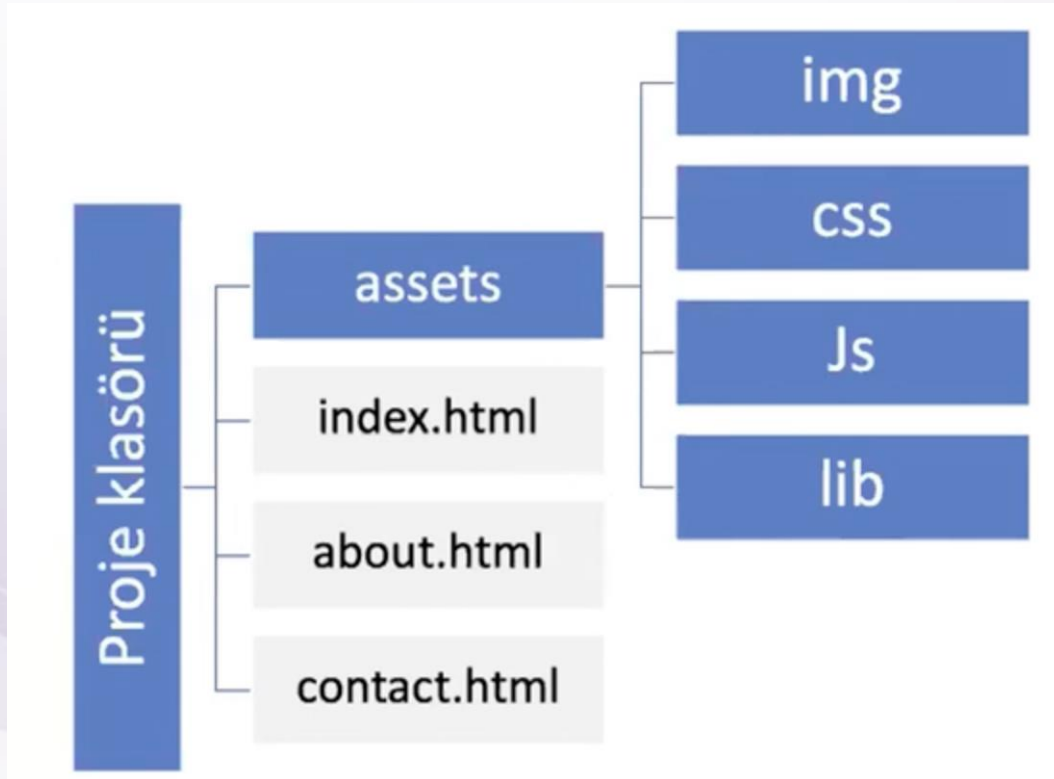 Proje klasörü
assets
index.html
about.html
contact.html
img
css
Js
lib